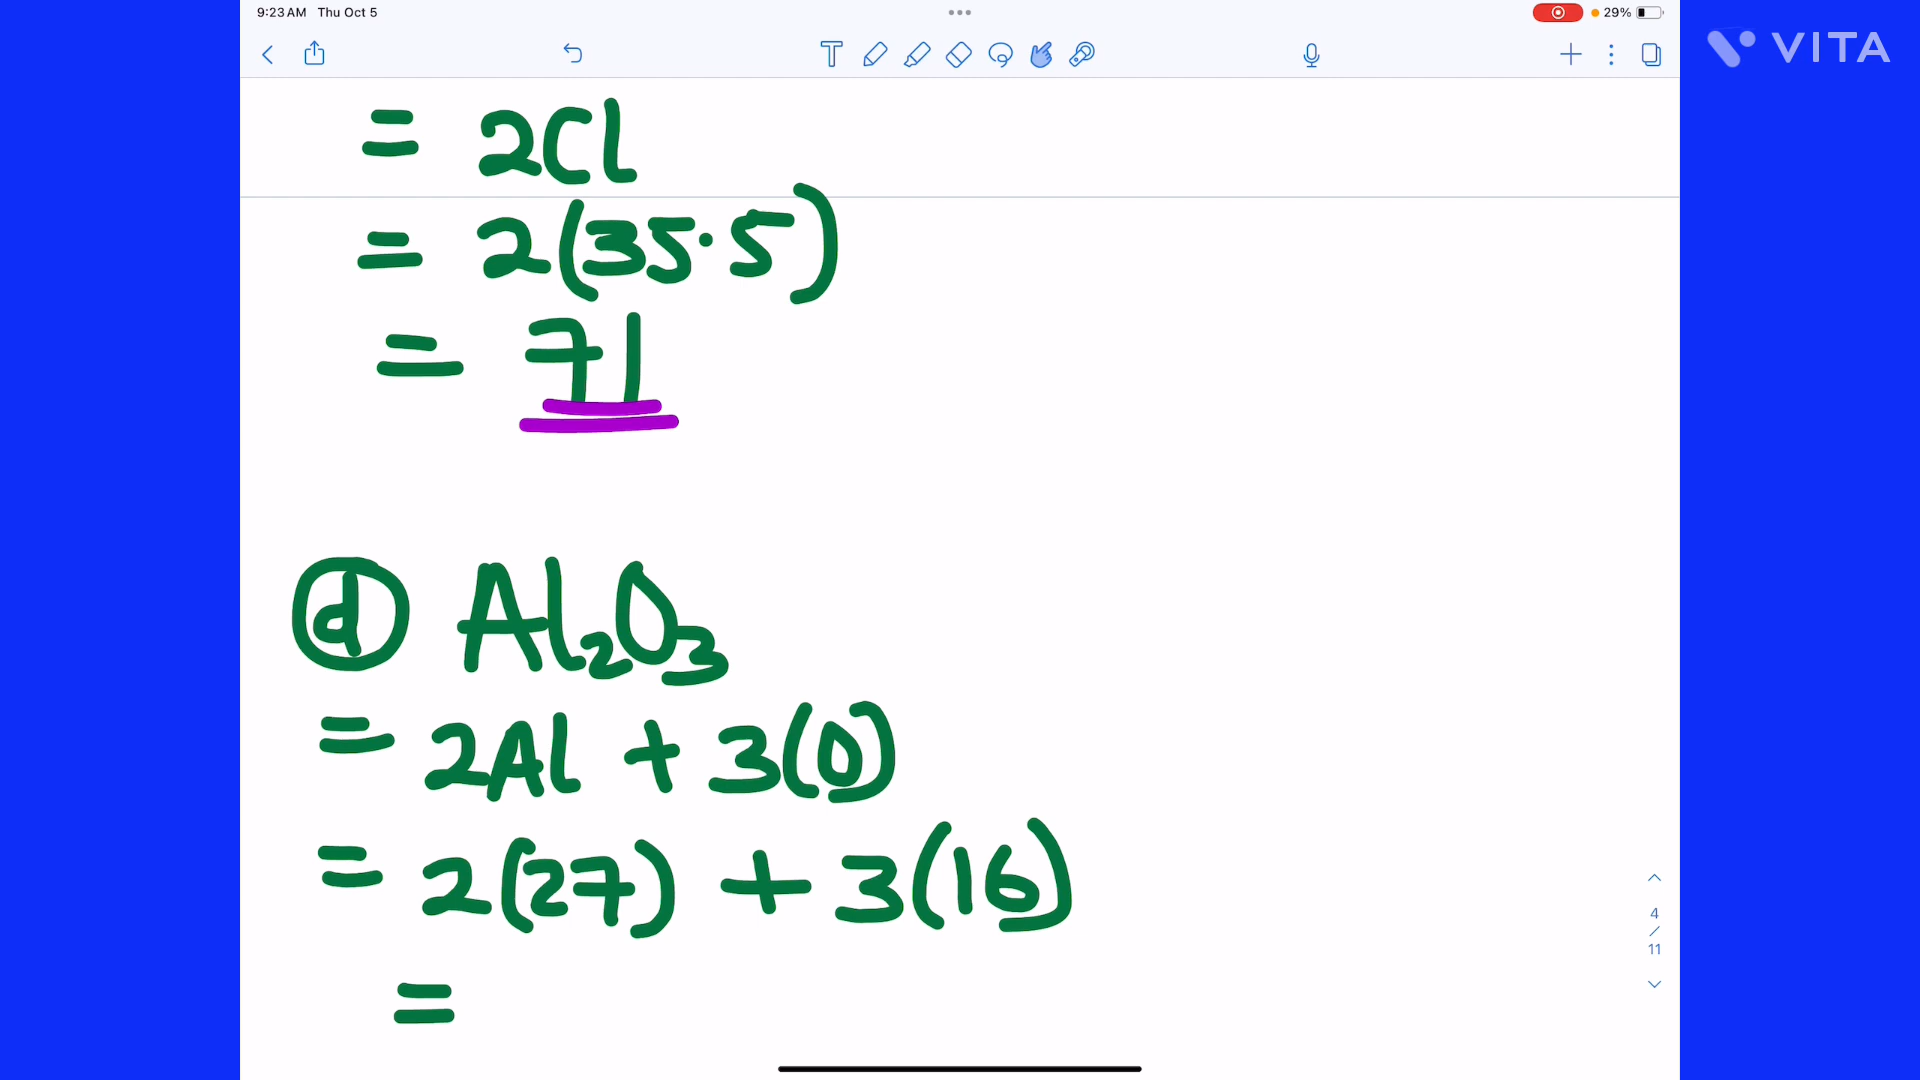 9:23 AM Thu Oct 5
29%
VITA
= 2Cl
= 2(35·5)
= 71
d Al₂O₃
= 2Al + 3(O)
= 2(27) + 3(16)
=
4
/
11